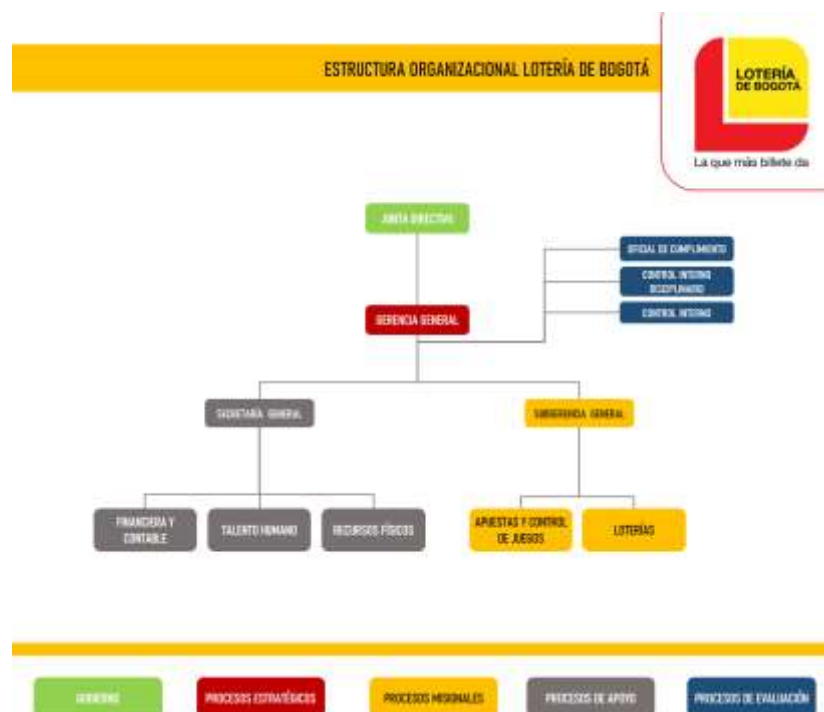 ESTRUCTURA ORGANIZACIONAL LOTERÍA DE BOGOTÁ
LOTERÍA
DE BOGOTÁ
La que más billete da
JUNTA DIRECTIVA
OFICIAL DE CUMPLIMIENTO
CONTROL INTERNO
DISCIPLINARIO
CONTROL INTERNO
GERENCIA GENERAL
SECRETARÍA GENERAL
SUBGERENCIA GENERAL
FINANCIERA Y
CONTABLE
TALENTO HUMANO
RECURSOS FÍSICOS
APUESTAS Y CONTROL
DE JUEGOS
LOTERÍAS
GOBIERNO
PROCESOS ESTRATÉGICOS
PROCESOS MISIONALES
PROCESOS DE APOYO
PROCESOS DE EVALUACIÓN